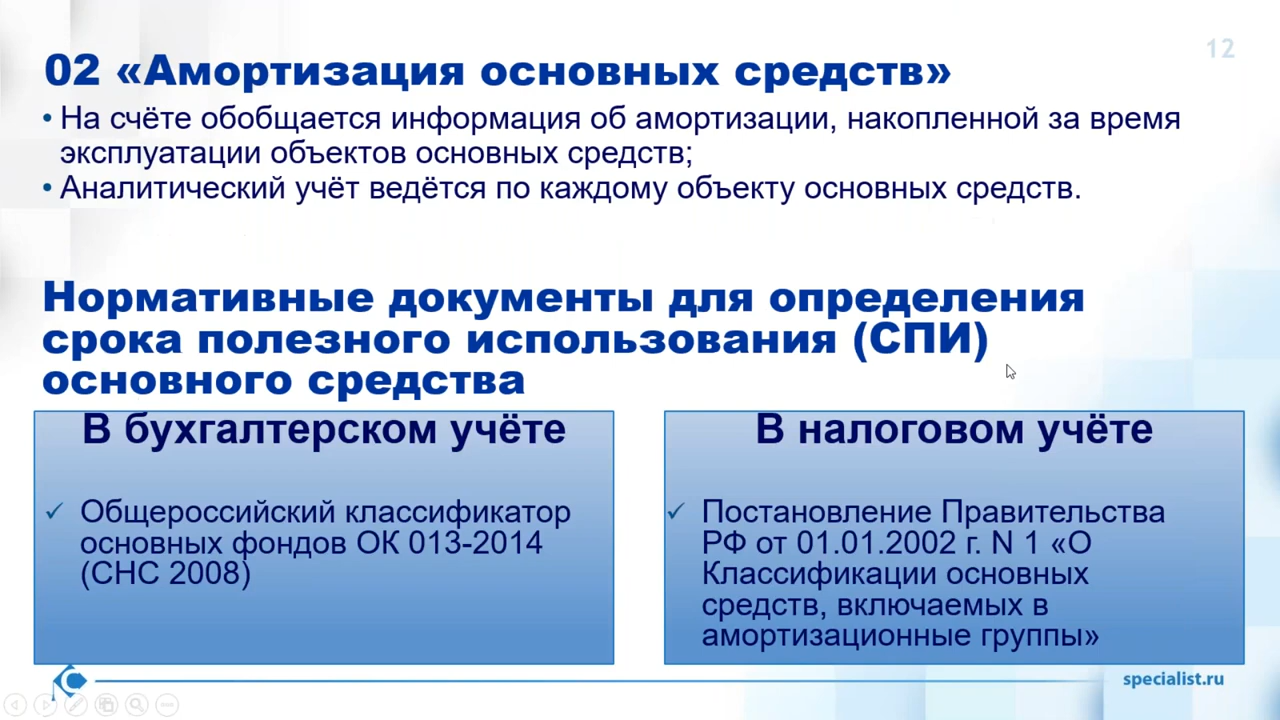 12
02 «Амортизация основных средств»
• На счёте обобщается информация об амортизации, накопленной за время
эксплуатации объектов основных средств;
• Аналитический учёт ведётся по каждому объекту основных средств.
Нормативные документы для определения
срока полезного использования (СПИ)
основного средства
В бухгалтерском учёте
✓ Общероссийский классификатор
основных фондов ОК 013-2014
(СНС 2008)
В налоговом учёте
✓ Постановление Правительства
РФ от 01.01.2002 г. N 1 «О
Классификации основных
средств, включаемых в
амортизационные группы»
specialist.ru